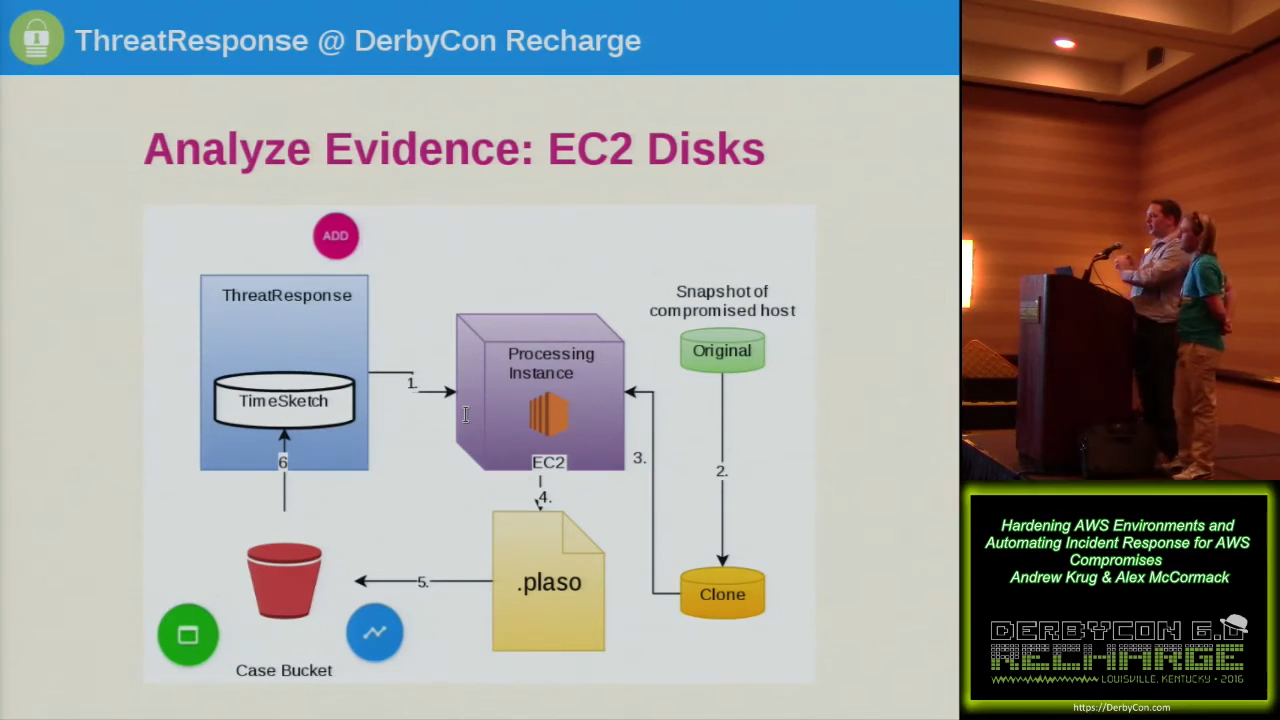 ThreatResponse @ DerbyCon Recharge
Analyze Evidence: EC2 Disks
ADD
ThreatResponse
TimeSketch
1.
Processing
Instance
EC2
Snapshot of
compromised host
Original
2.
3.
Clone
4.
.plaso
5.
6
Case Bucket
Hardening AWS Environments and
Automating Incident Response for AWS
Compromises
Andrew Krug & Alex McCormack
DERBYCON 6.0
RECHARGE
LOUISVILLE, KENTUCKY • 2016
https://DerbyCon.com